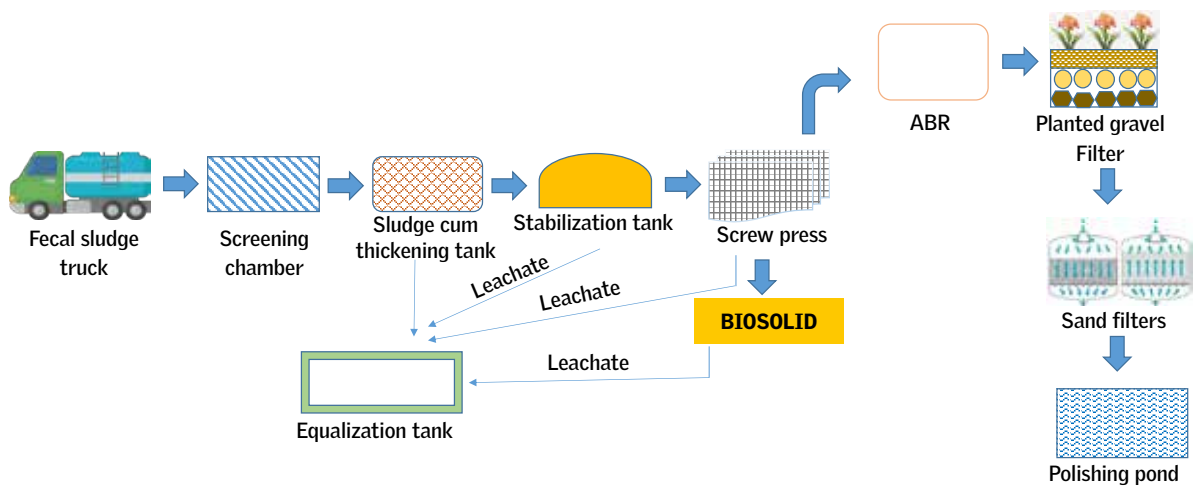 Fecal sludge
truck
Screening
chamber
Sludge cum
thickening tank
Stabilization tank
Screw press
ABR
Planted gravel
Filter
Leachate
Leachate
BIOSOLID
Sand filters
Leachate
Equalization tank
Polishing pond